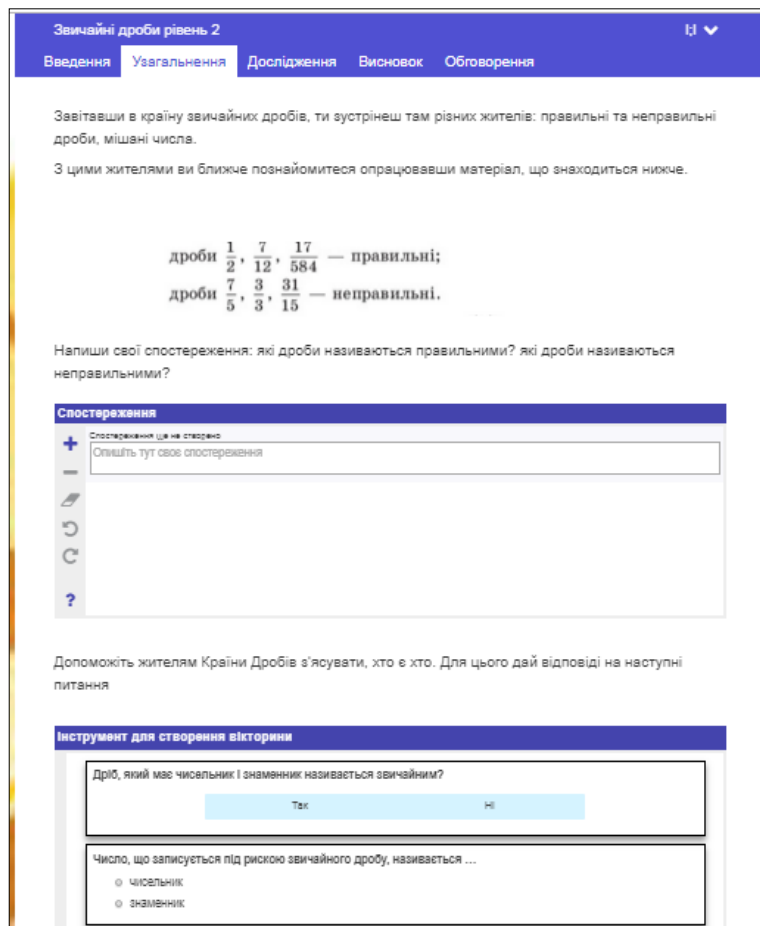 Звичайні дроби рівень 2
Введення Узагальнення Дослідження Висновок Обговорення
Завітавши в країну звичайних дробів, ти зустрінеш там різних жителів: правильні та неправильні
дроби, мішані числа.
З цими жителями ви ближче познайомитеся опрацювавши матеріал, що знаходиться нижче.
дроби 1/2, 7/12, 17/584 — правильні;
дроби 7/5, 3/3, 31/15 — неправильні.
Напиши свої спостереження: які дроби називаються правильними? які дроби називаються
неправильними?
Спостереження
Спостереження ще не створено
Опишіть тут своє спостереження
?
Допоможіть жителям Країни Дробів з'ясувати, хто є хто. Для цього дай відповіді на наступні
питання
Інструмент для створення вікторини
Дріб, який має чисельник і знаменник називається звичайним?
Так Ні
Число, що записується під рискою звичайного дробу, називається ...
чисельник
знаменник